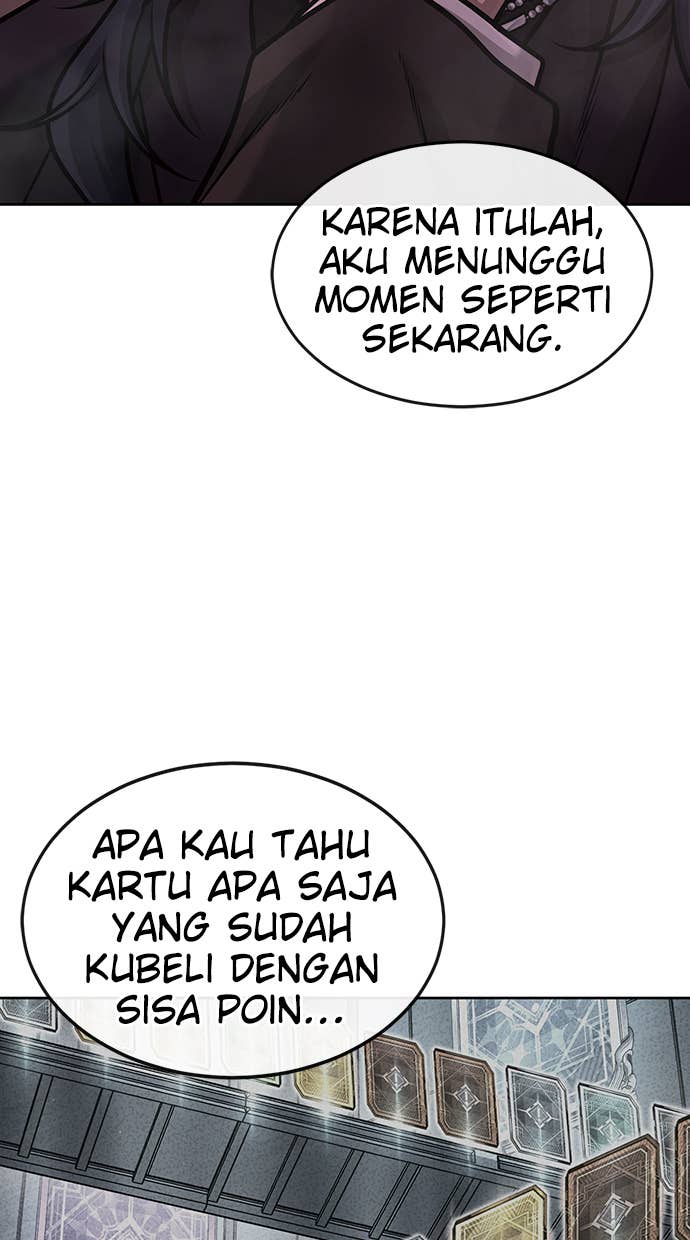 KARENA ITULAH,
AKU MENUNGGU
MOMEN SEPERTI
SEKARANG.
APA KAU TAHU
KARTU APA SAJA
YANG SUDAH
KUBELI DENGAN
SISA POIN...